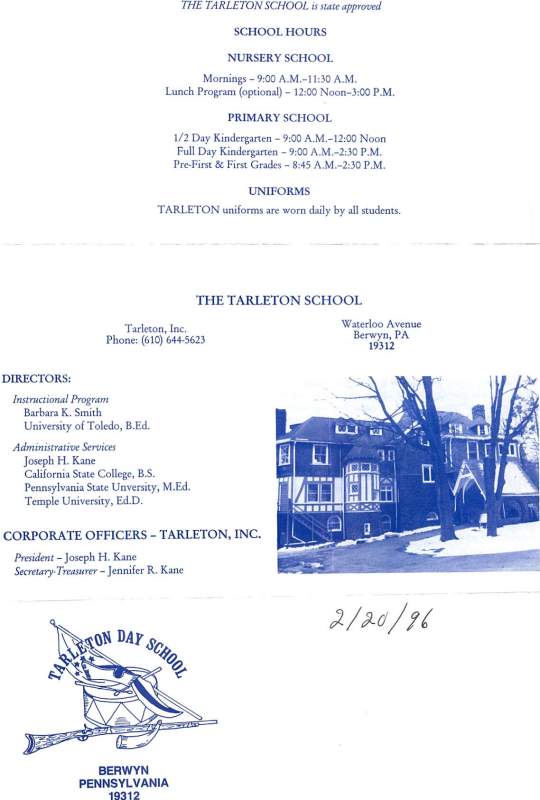 THE TARLETON SCHOOL is state approved
SCHOOL HOURS
NURSERY SCHOOL
Mornings – 9:00 A.M.–11:30 A.M.
Lunch Program (optional) – 12:00 Noon–3:00 P.M.
PRIMARY SCHOOL
1/2 Day Kindergarten – 9:00 A.M.–12:00 Noon
Full Day Kindergarten – 9:00 A.M.–2:30 P.M.
Pre-First & First Grades – 8:45 A.M.–2:30 P.M.
UNIFORMS
TARLETON uniforms are worn daily by all students.
THE TARLETON SCHOOL
Tarleton, Inc.
Phone: (610) 644-5623
Waterloo Avenue
Berwyn, PA
19312
DIRECTORS:
Instructional Program
Barbara K. Smith
University of Toledo, B.Ed.
Administrative Services
Joseph H. Kane
California State College, B.S.
Pennsylvania State Unversity, M.Ed.
Temple University, Ed.D.
CORPORATE OFFICERS – TARLETON, INC.
President – Joseph H. Kane
Secretary-Treasurer – Jennifer R. Kane
2/20/96
TARLETON DAY SCHOOL
BERWYN
PENNSYLVANIA
19312